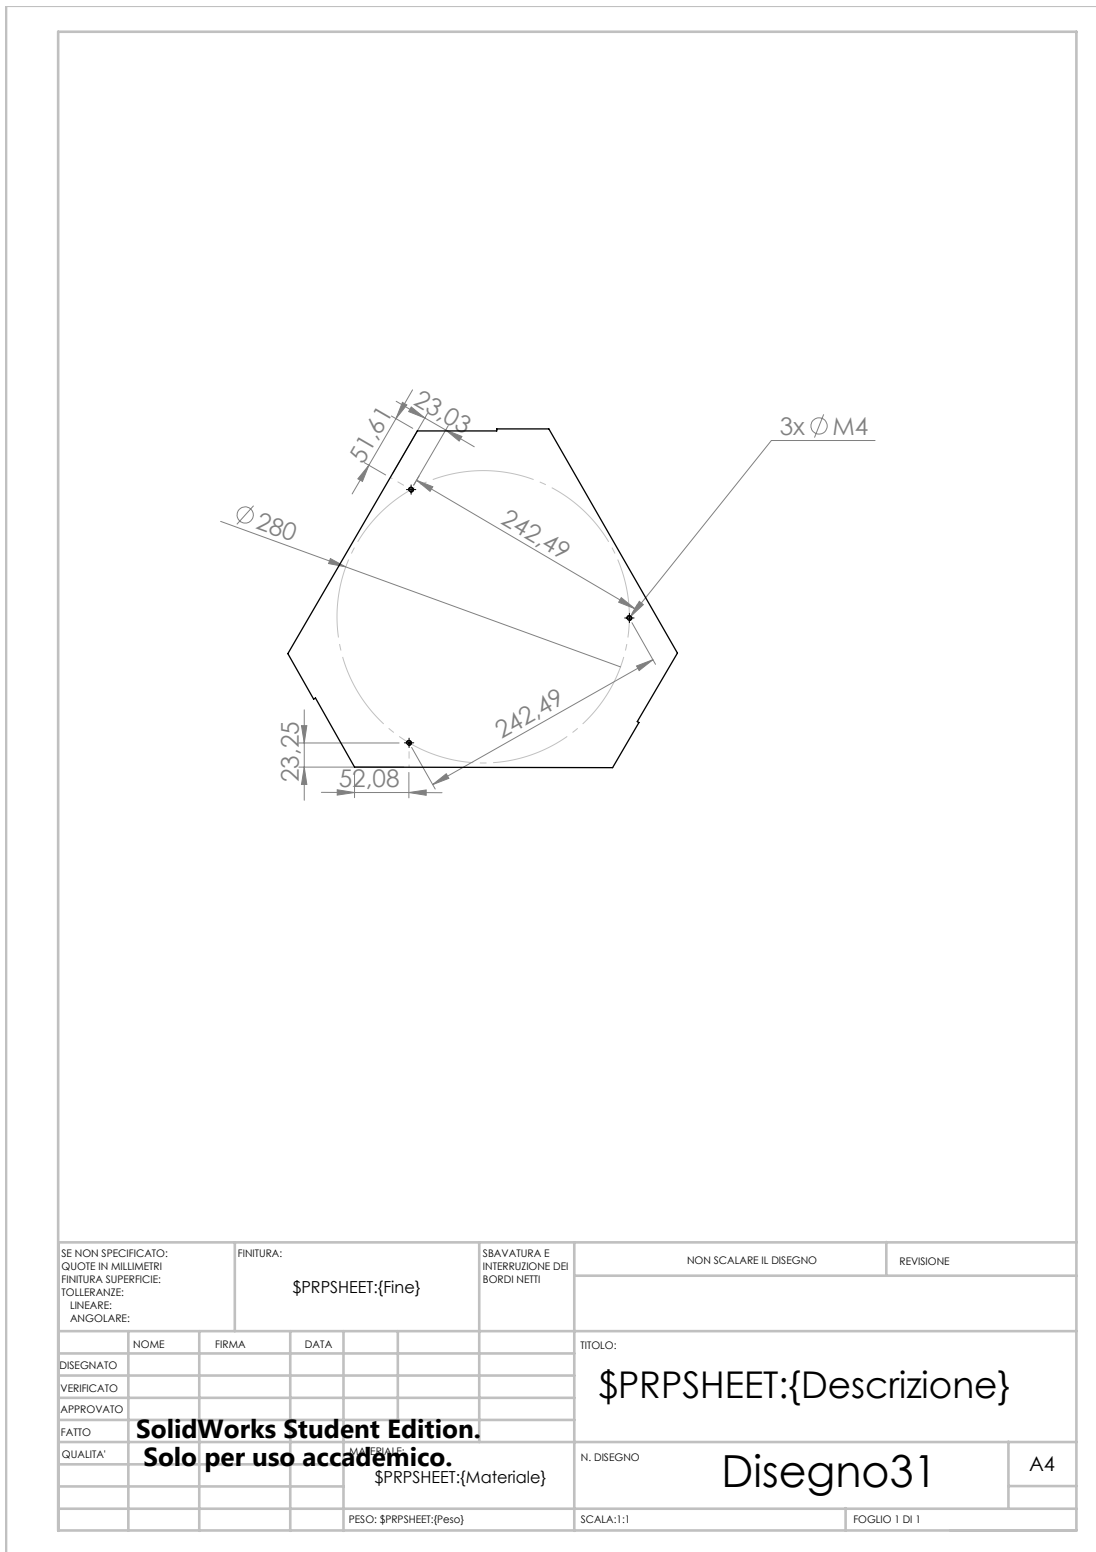 23,03
51,61
3x ∅ M4
∅ 280
242,49
242,49
23,25
52,08
SE NON SPECIFICATO:
QUOTE IN MILLIMETRI
FINITURA SUPERFICIE:
TOLLERANZE:
LINEARE:
ANGOLARE:
FINITURA:
$PRPSHEET:{Fine}
SBAVATURA E
INTERRUZIONE DEI
BORDI NETTI
NON SCALARE IL DISEGNO
REVISIONE
NOME
FIRMA
DATA
DISEGNATO
VERIFICATO
APPROVATO
FATTO
QUALITA'
TITOLO:
$PRPSHEET:{Descrizione}
SolidWorks Student Edition.
Solo per uso accademico.
MATERIALE:
$PRPSHEET:{Materiale}
N. DISEGNO
Disegno31
A4
PESO: $PRPSHEET:{Peso}
SCALA:1:1
FOGLIO 1 DI 1